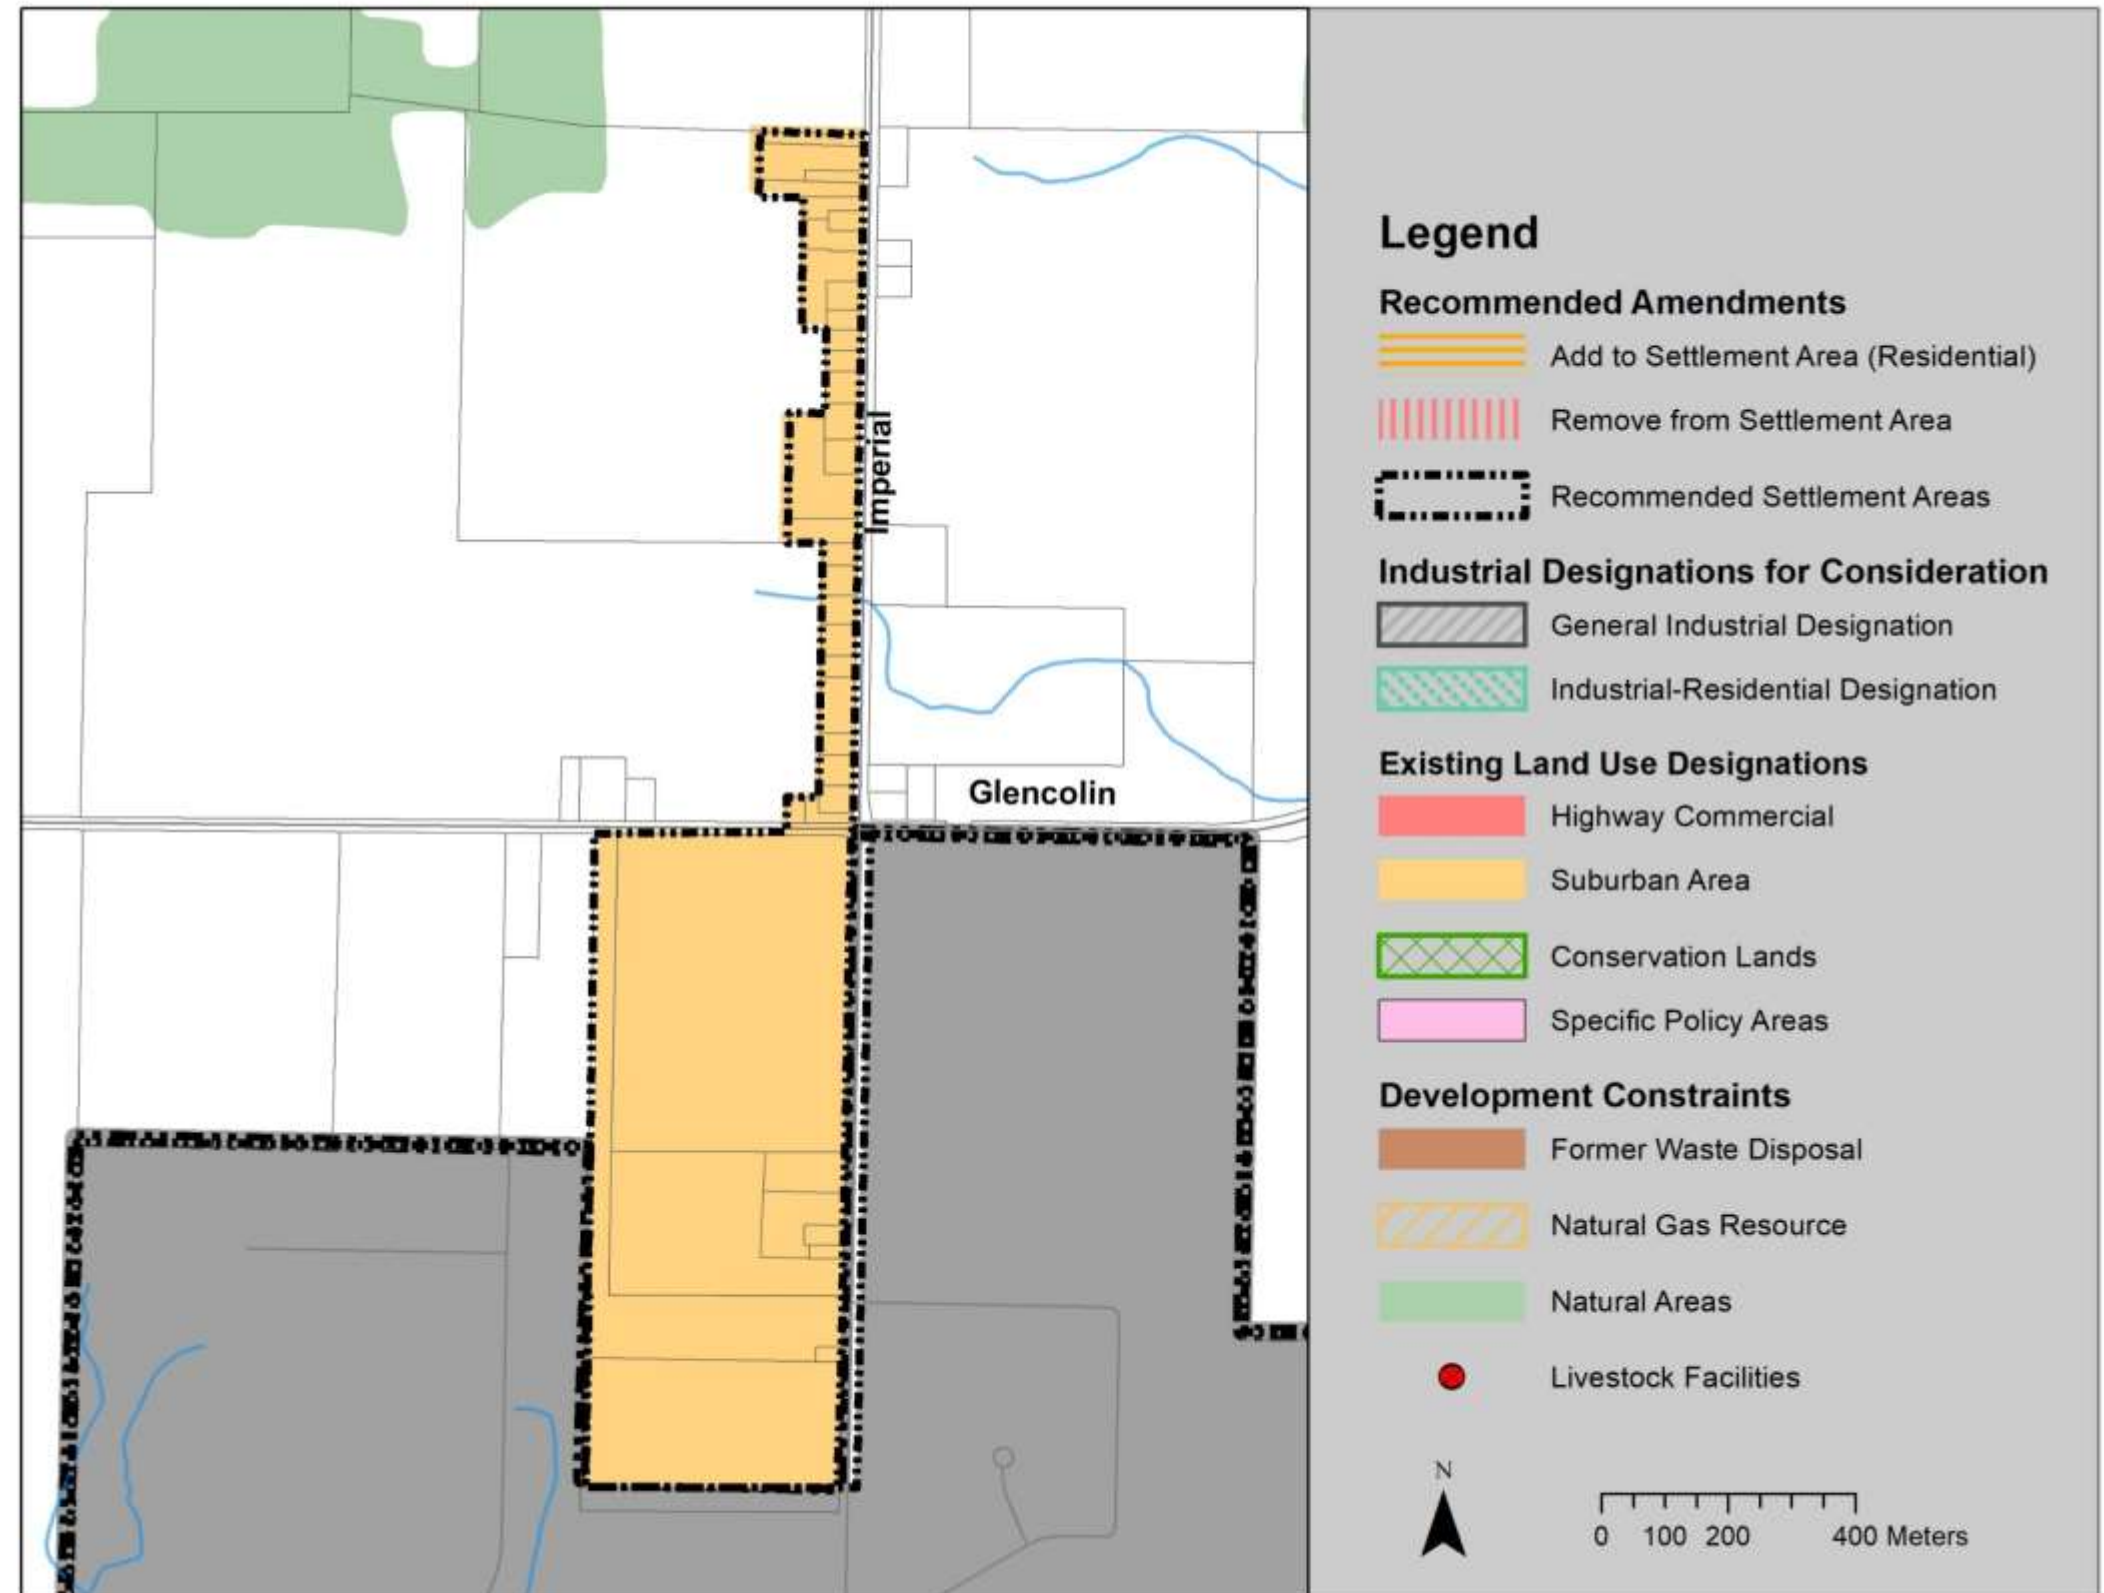 Imperial
Glencolin
Legend
Recommended Amendments
Add to Settlement Area (Residential)
Remove from Settlement Area
Recommended Settlement Areas
Industrial Designations for Consideration
General Industrial Designation
Industrial-Residential Designation
Existing Land Use Designations
Highway Commercial
Suburban Area
Conservation Lands
Specific Policy Areas
Development Constraints
Former Waste Disposal
Natural Gas Resource
Natural Areas
Livestock Facilities
N
0 100 200 400 Meters